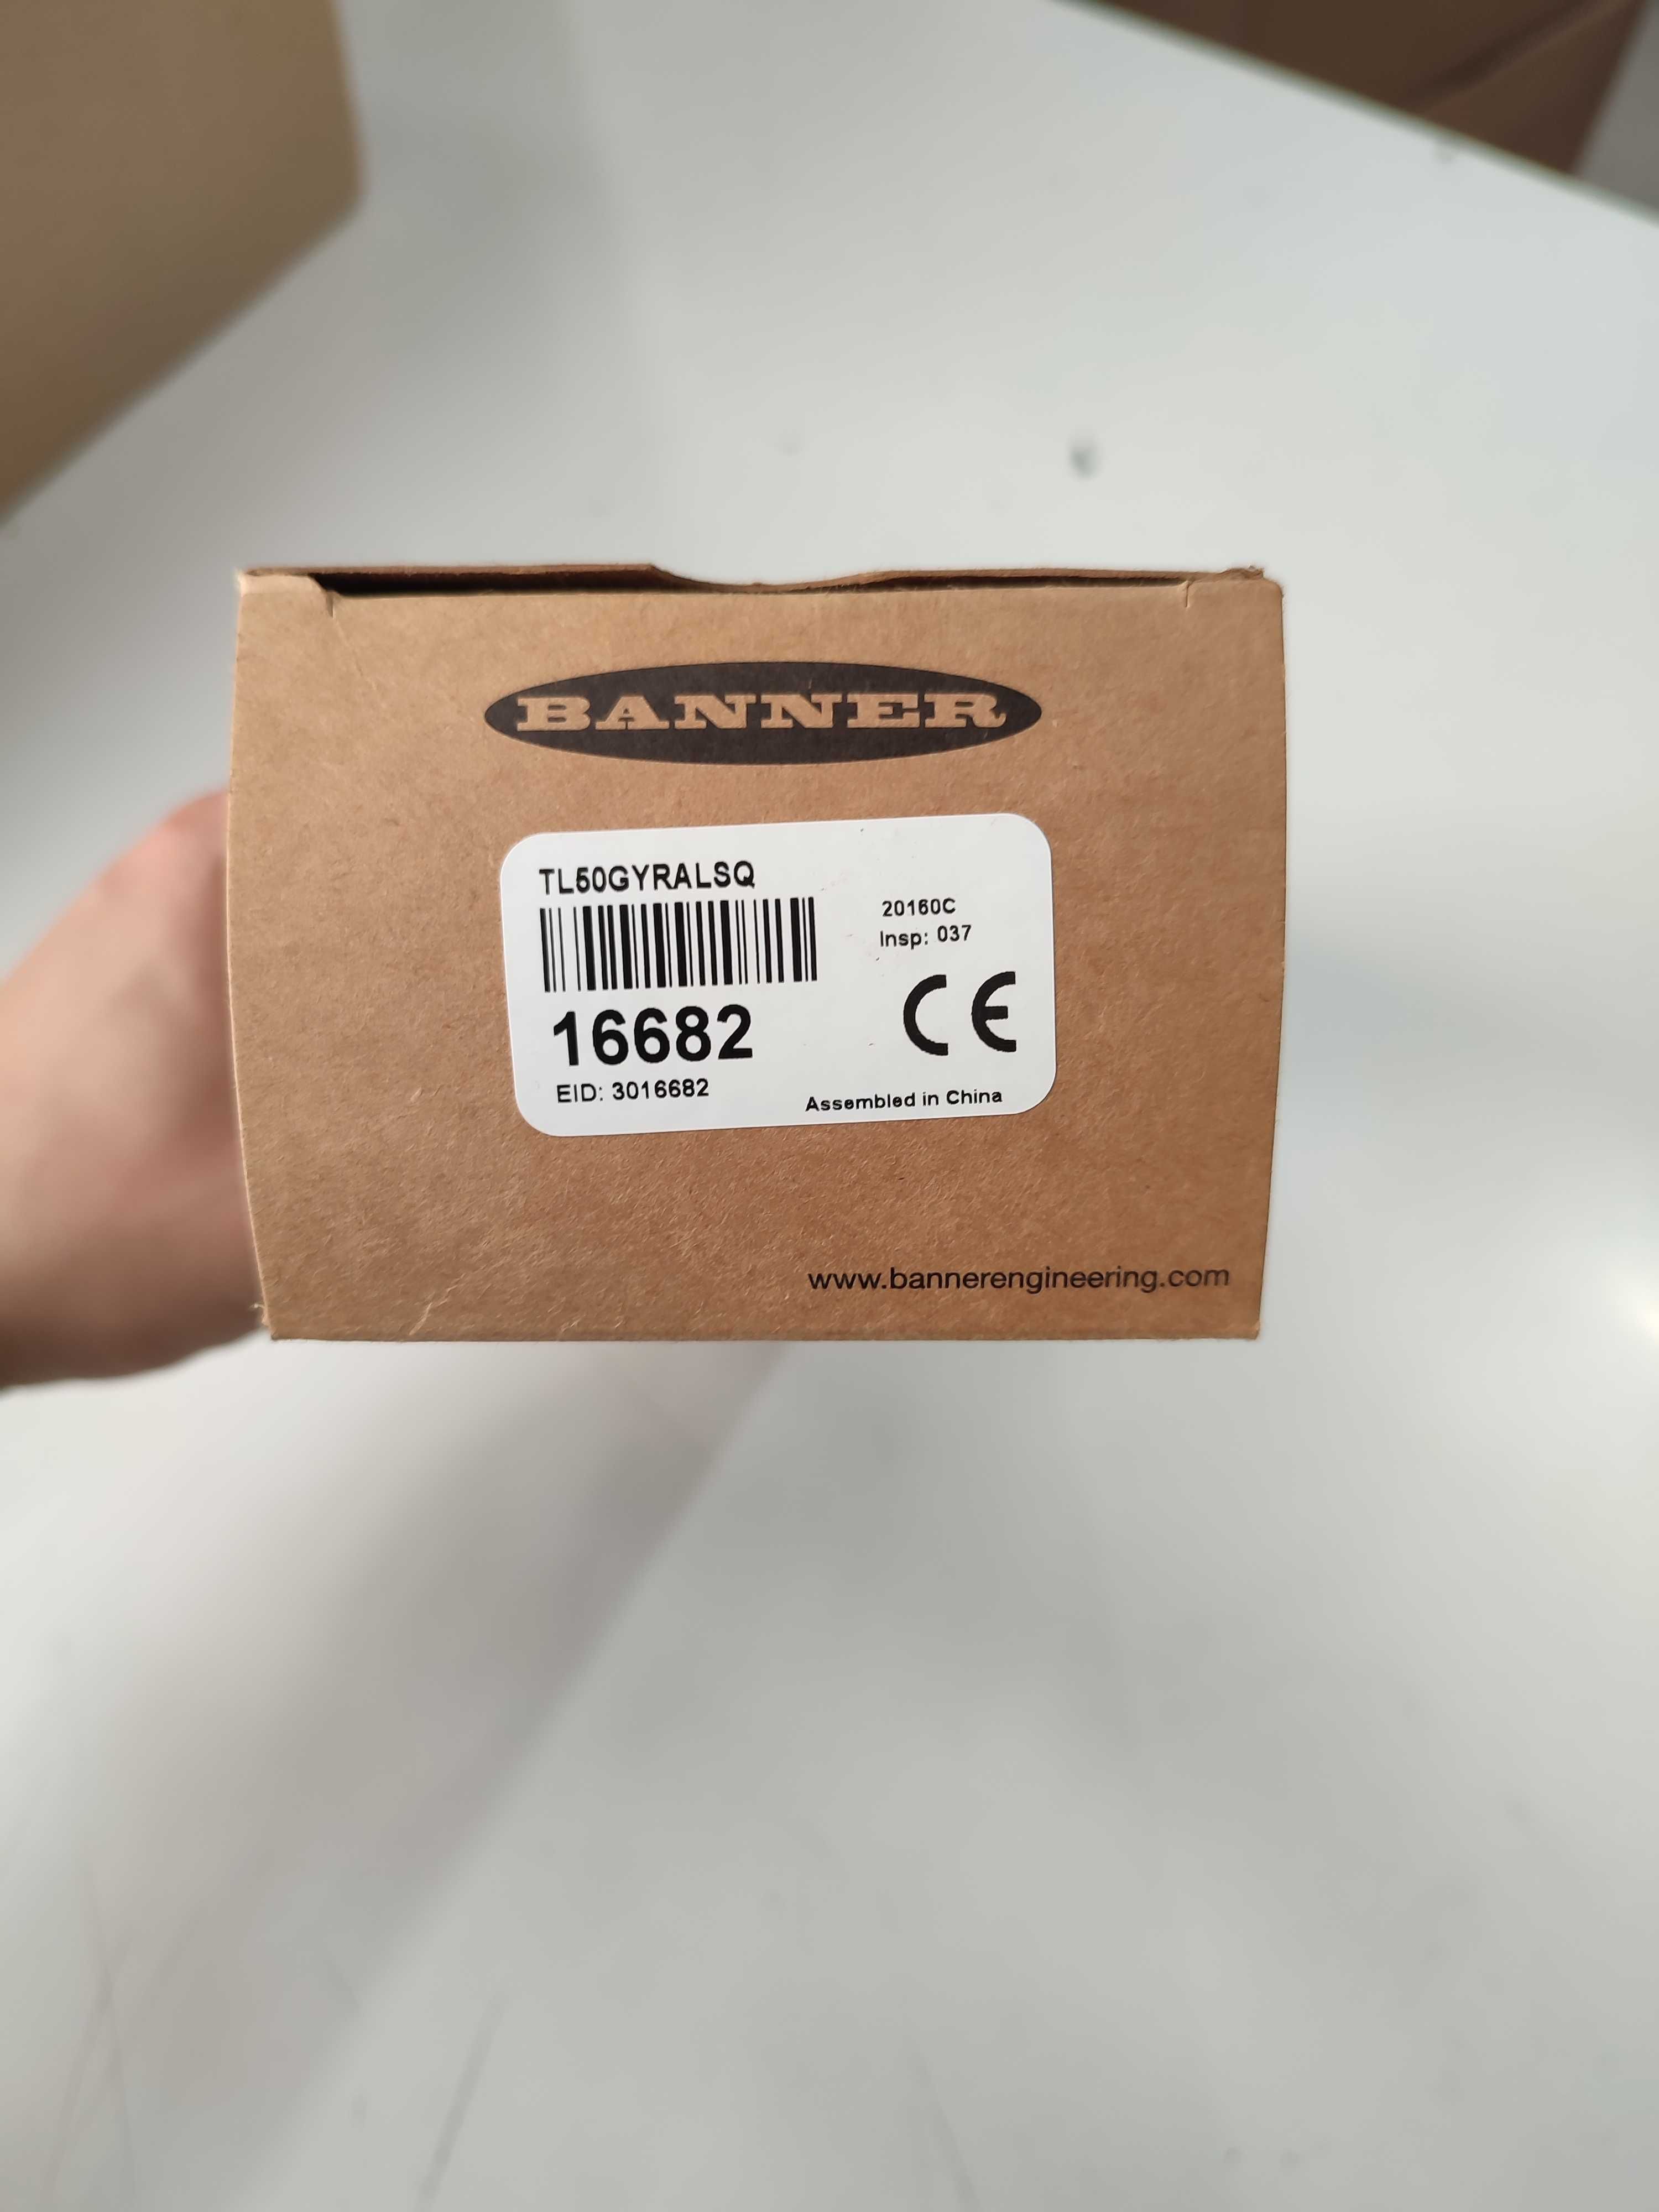 BANNER
TL50GYRALSQ
20160C
Insp: 037
16682
CE
EID: 3016682
Assembled in China
www.bannerengineering.com